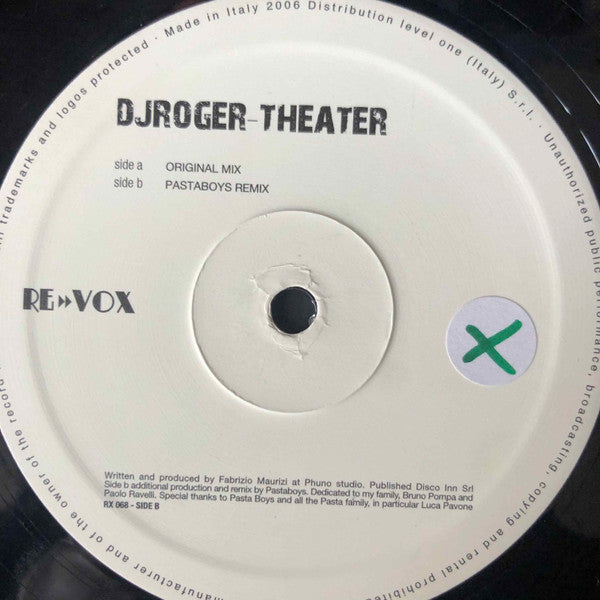 DJROGER-THEATER
side a ORIGINAL MIX
side b PASTABOYS REMIX
RE▸▸VOX
X
Written and produced by Fabrizio Maurizi at Phuno studio. Published Disco Inn Srl
Side b additional production and remix by Pastaboys. Dedicated to my family, Bruno Pompa and
Paolo Ravelli. Special thanks to Pasta Boys and all the Pasta family, in particular Luca Pavone
RX 068 - SIDE B
trademarks and logos protected · Made in Italy 2006 Distribution level one (Italy) S.r.l. · Unauthorized public performance, broadcasting, copying and rental prohibited
manufacturer and of the owner of the record